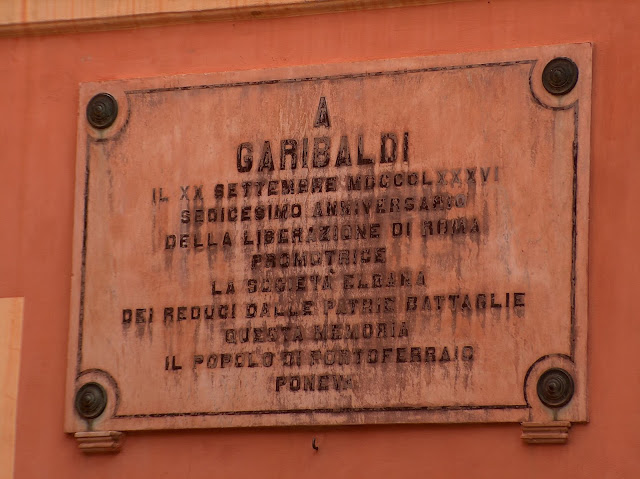 A
GARIBALDI
IL XX SETTEMBRE MDCCCLXXXVI
SEDICESIMO ANNIVERSARIO
DELLA LIBERAZIONE DI ROMA
PROMOTRICE
LA SOCIETÀ ELBANA
DEI REDUCI DALLE PATRIE BATTAGLIE
QUESTA MEMORIA
IL POPOLO DI PORTOFERRAIO
PONEVA